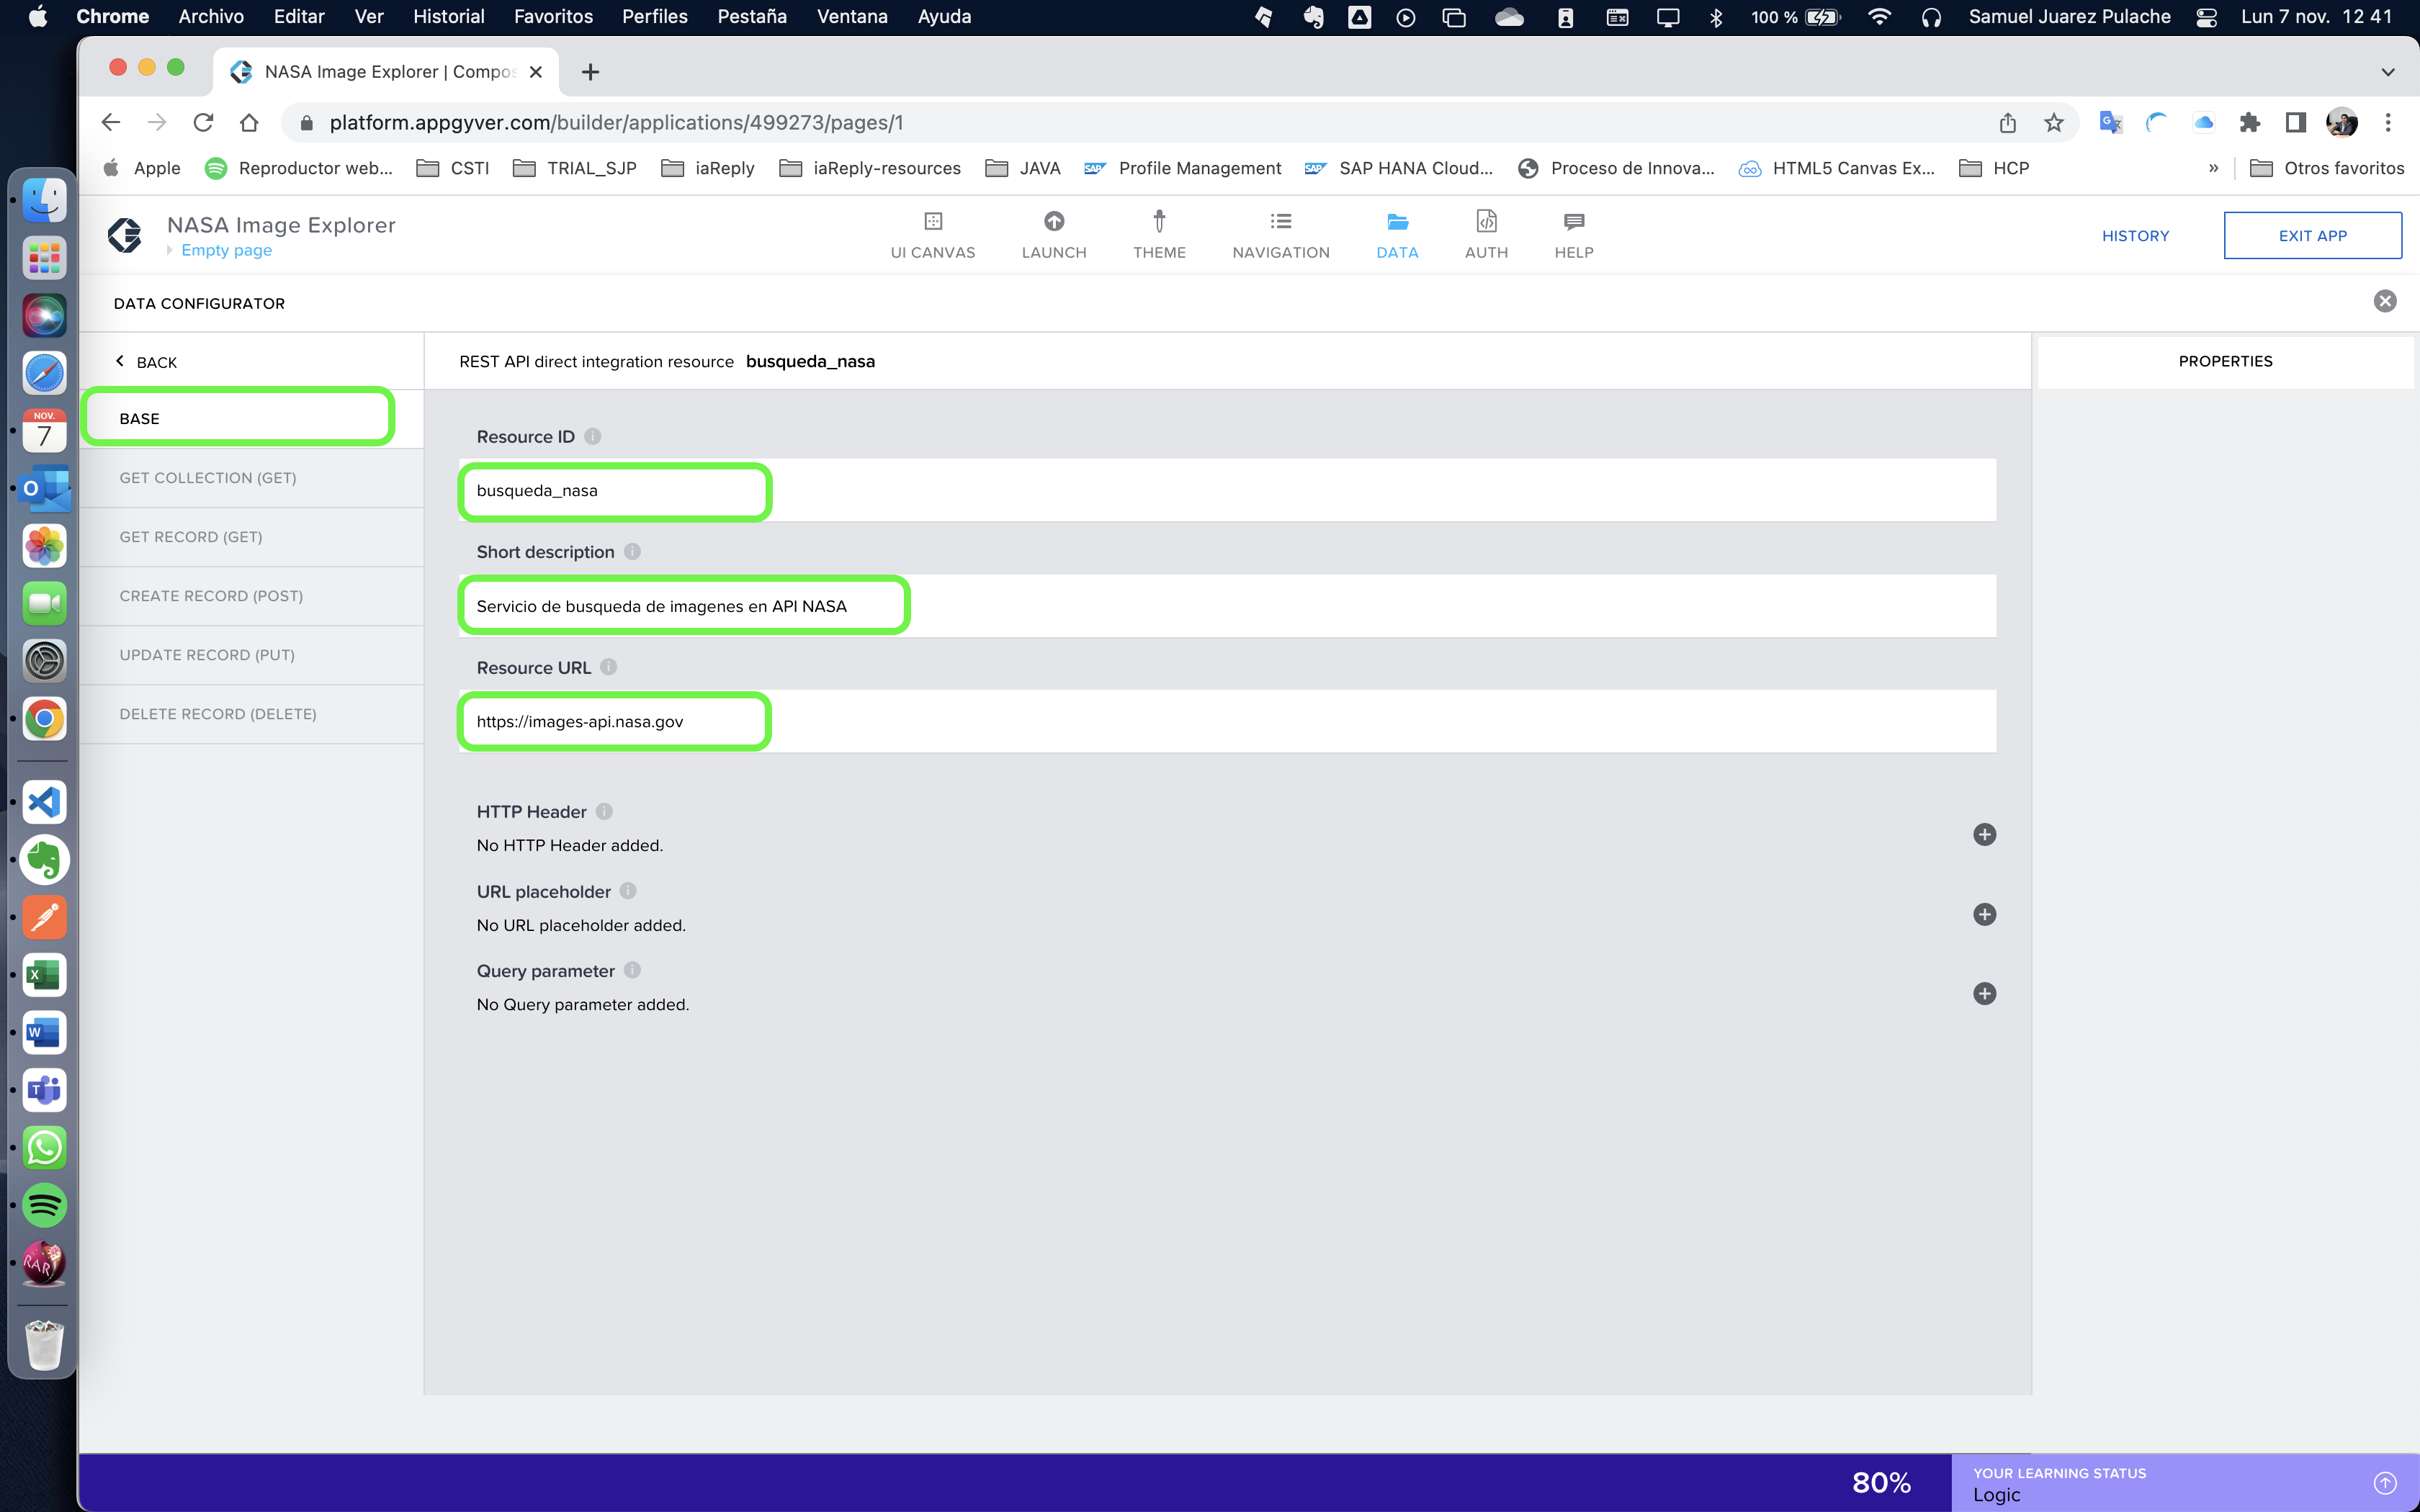 Chrome Archivo Editar Ver Historial Favoritos Perfiles Pestaña Ventana Ayuda 100 % Samuel Juarez Pulache Lun 7 nov. 12 41
NASA Image Explorer | Compos
platform.appgyver.com/builder/applications/499273/pages/1
Apple Reproductor web... CSTI TRIAL_SJP iaReply iaReply-resources JAVA SAP Profile Management SAP SAP HANA Cloud... Proceso de Innova... HTML5 Canvas Ex... HCP » Otros favoritos
NASA Image Explorer
Empty page
UI CANVAS LAUNCH THEME NAVIGATION DATA AUTH HELP
HISTORY EXIT APP
DATA CONFIGURATOR
BACK
REST API direct integration resource busqueda_nasa
PROPERTIES
BASE
GET COLLECTION (GET)
GET RECORD (GET)
CREATE RECORD (POST)
UPDATE RECORD (PUT)
DELETE RECORD (DELETE)
Resource ID
busqueda_nasa
Short description
Servicio de busqueda de imagenes en API NASA
Resource URL
https://images-api.nasa.gov
HTTP Header
No HTTP Header added.
URL placeholder
No URL placeholder added.
Query parameter
No Query parameter added.
NOV.
7
RAR
80%
YOUR LEARNING STATUS
Logic